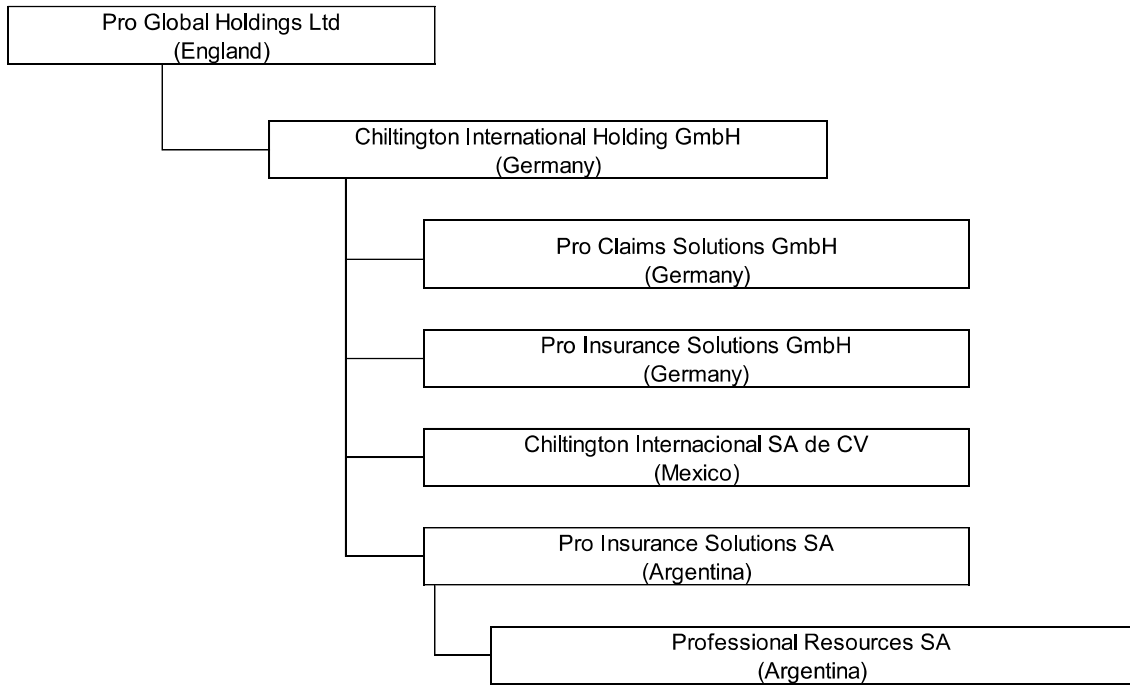 Pro Global Holdings Ltd
(England)
Chiltington International Holding GmbH
(Germany)
Pro Claims Solutions GmbH
(Germany)
Pro Insurance Solutions GmbH
(Germany)
Chiltington Internacional SA de CV
(Mexico)
Pro Insurance Solutions SA
(Argentina)
Professional Resources SA
(Argentina)